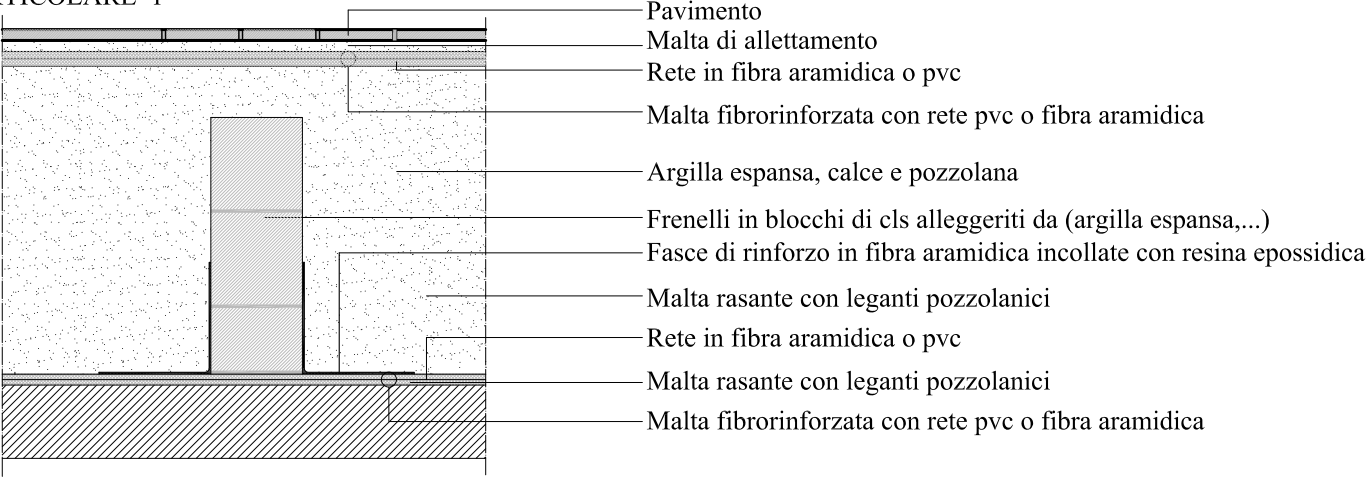 Pavimento
Malta di allettamento
Rete in fibra aramidica o pvc
Malta fibrorinforzata con rete pvc o fibra aramidica
Argilla espansa, calce e pozzolana
Frenelli in blocchi di cls alleggeriti da (argilla espansa,...)
Fasce di rinforzo in fibra aramidica incollate con resina epossidica
Malta rasante con leganti pozzolanici
Rete in fibra aramidica o pvc
Malta rasante con leganti pozzolanici
Malta fibrorinforzata con rete pvc o fibra aramidica